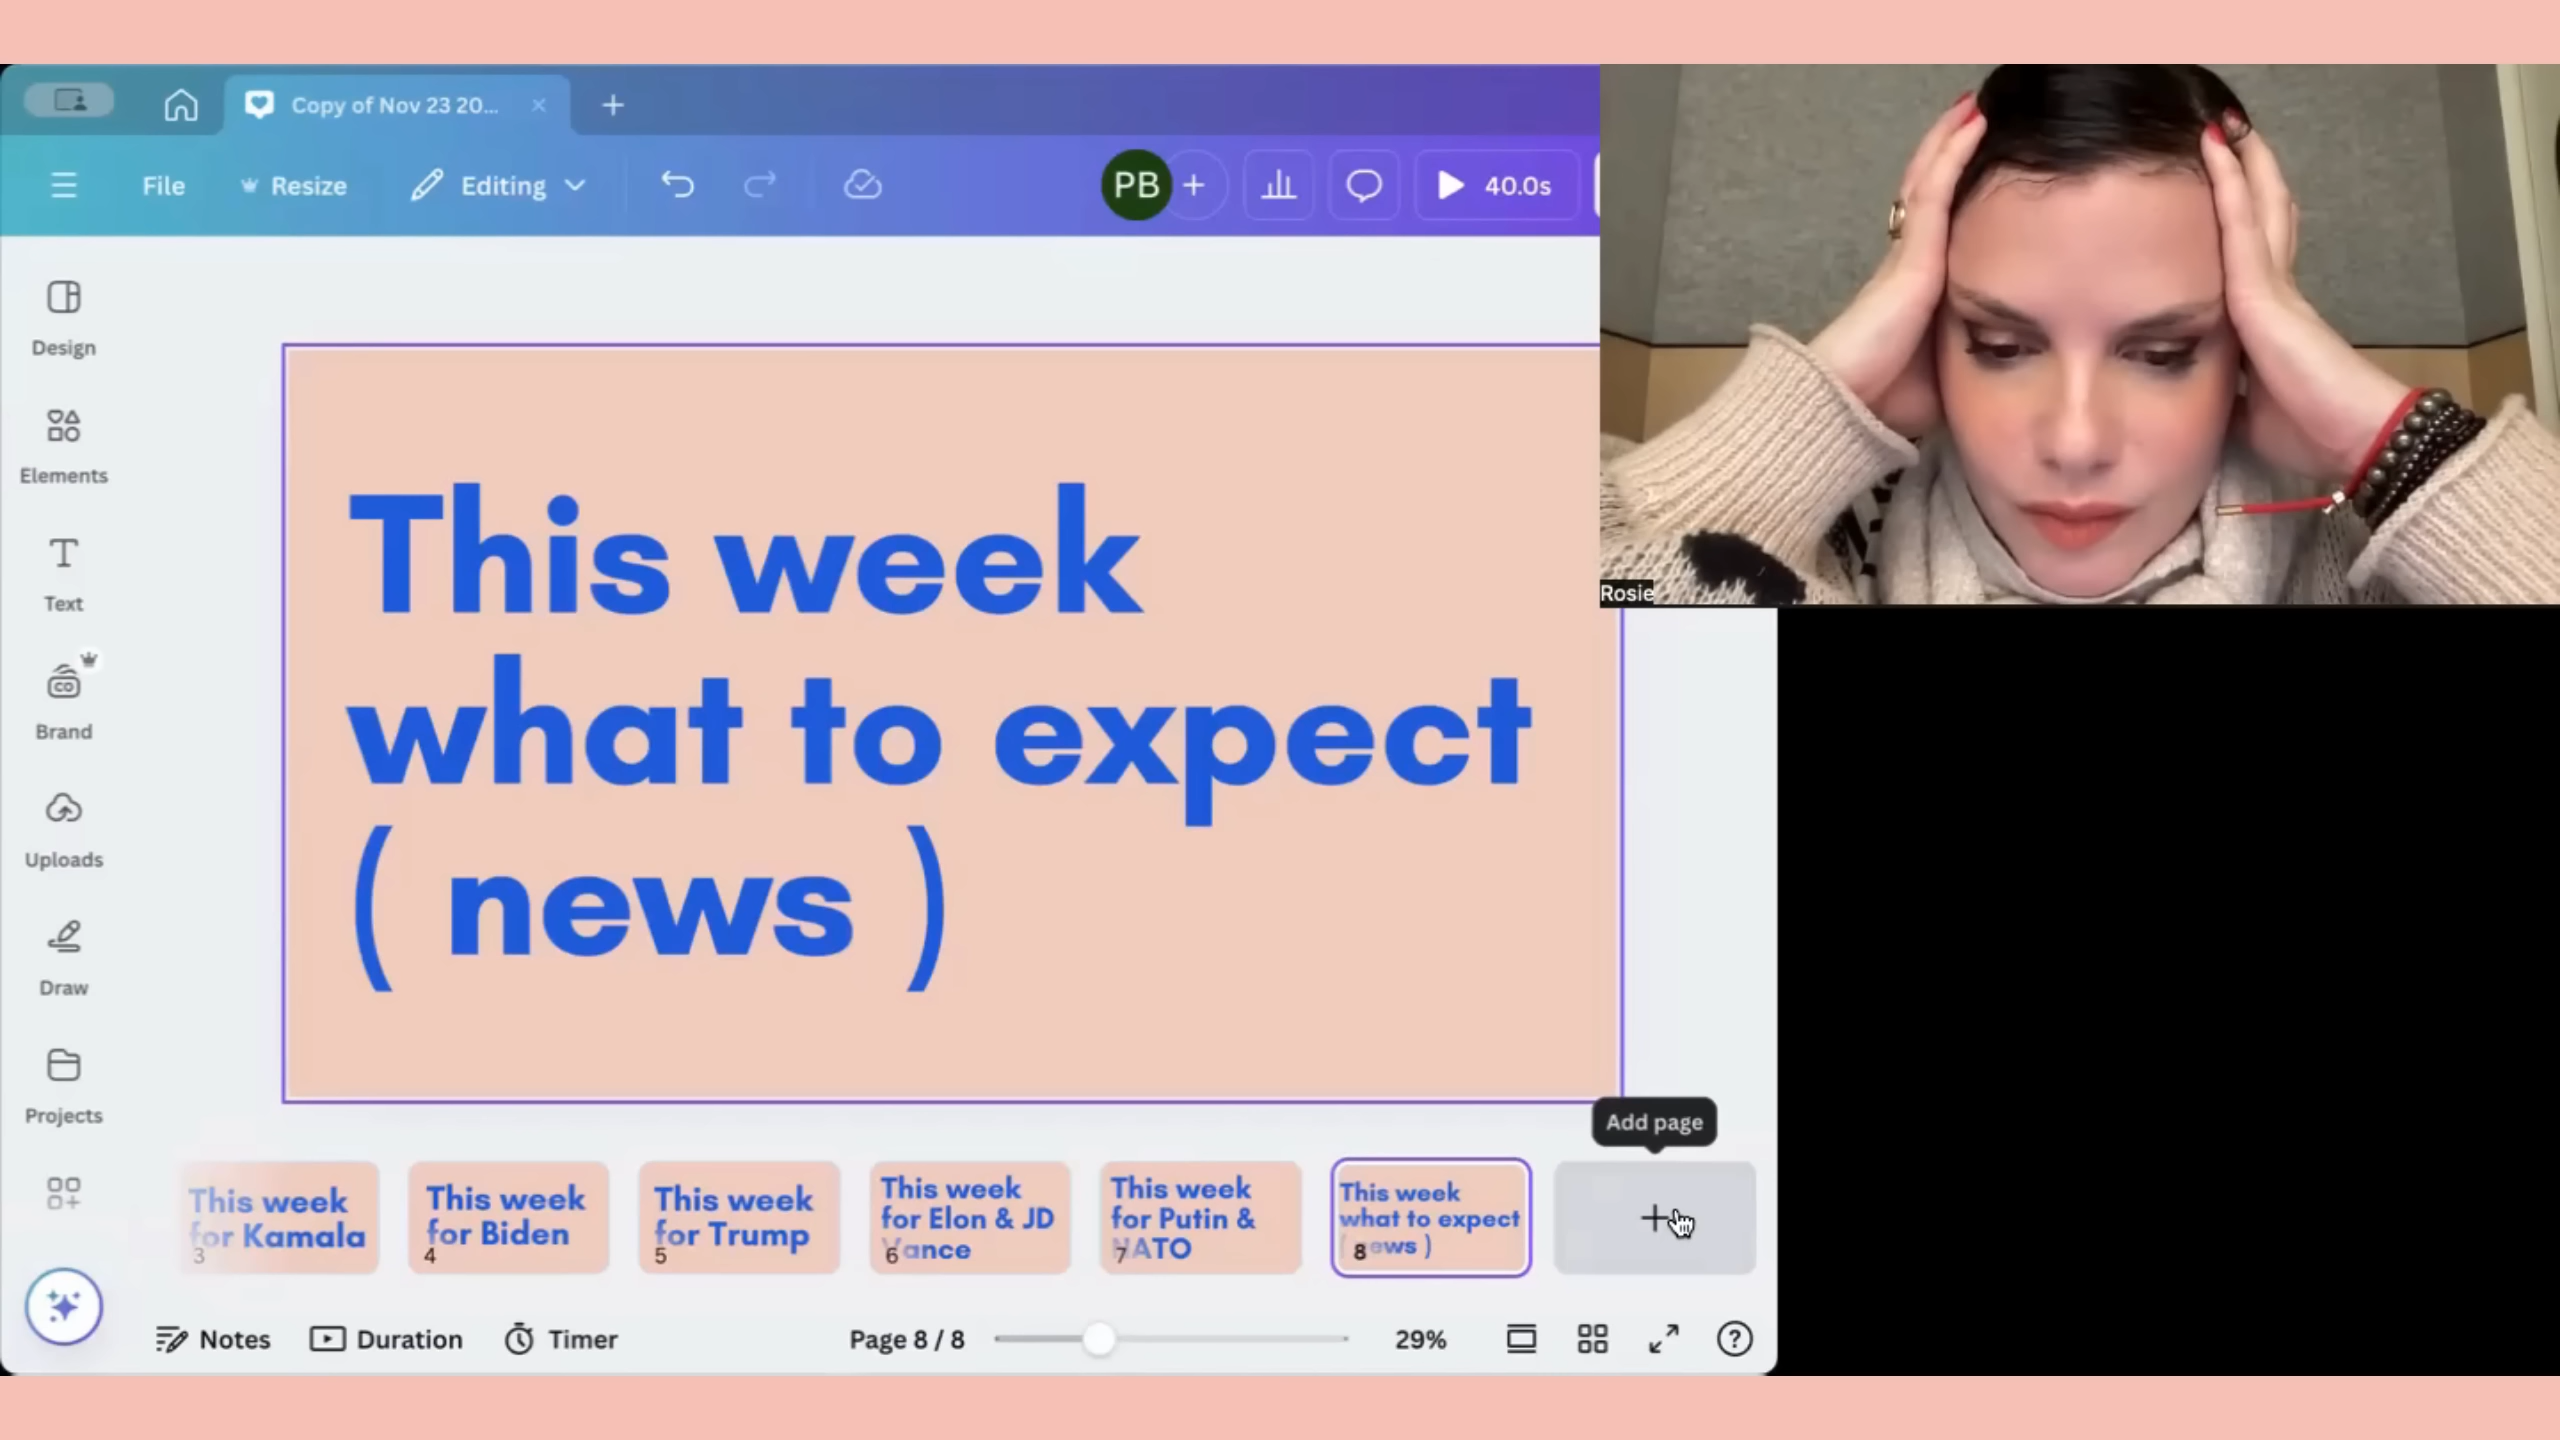 Copy of Nov 23 20...
File
Resize
Editing
PB
40.0s
Design
Elements
Text
Brand
CO
Uploads
Draw
Projects
This week
what to expect
( news )
Rosie
Add page
This week
for Kamala
3
This week
for Biden
4
This week
for Trump
5
This week
for Elon & JD
Vance
6
This week
for Putin &
NATO
7
This week
what to expect
( news )
8
Notes
Duration
Timer
Page 8 / 8
29%